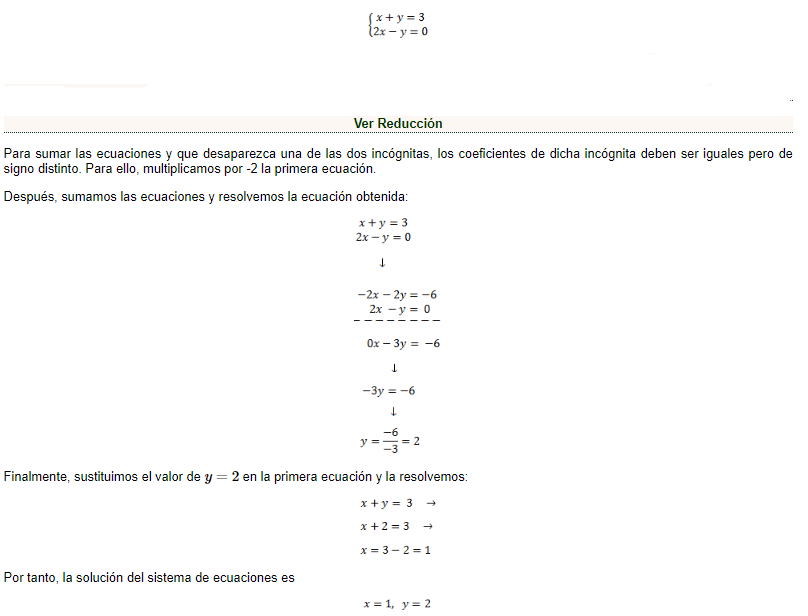 x + y = 3
2x − y = 0
Ver Reducción
Para sumar las ecuaciones y que desaparezca una de las dos incógnitas, los coeficientes de dicha incógnita deben ser iguales pero de
signo distinto. Para ello, multiplicamos por -2 la primera ecuación.
Después, sumamos las ecuaciones y resolvemos la ecuación obtenida:
x + y = 3
2x − y = 0
↓
−2x − 2y = −6
2x − y = 0
− − − − − − − −
0x − 3y = −6
↓
−3y = −6
↓
y = −6/−3 = 2
Finalmente, sustituimos el valor de y = 2 en la primera ecuación y la resolvemos:
x + y = 3 →
x + 2 = 3 →
x = 3 − 2 = 1
Por tanto, la solución del sistema de ecuaciones es
x = 1, y = 2